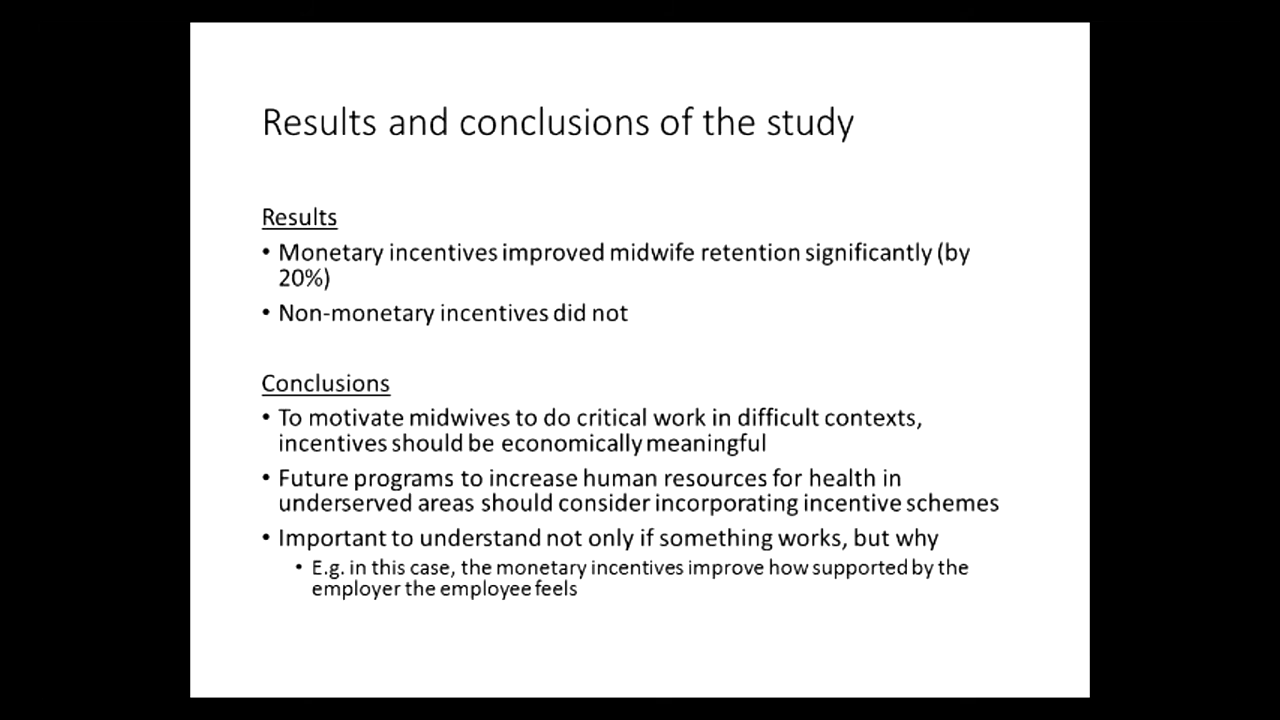 Results and conclusions of the study
Results
• Monetary incentives improved midwife retention significantly (by
20%)
• Non-monetary incentives did not
Conclusions
• To motivate midwives to do critical work in difficult contexts,
incentives should be economically meaningful
• Future programs to increase human resources for health in
underserved areas should consider incorporating incentive schemes
• Important to understand not only if something works, but why
• E.g. in this case, the monetary incentives improve how supported by the
employer the employee feels